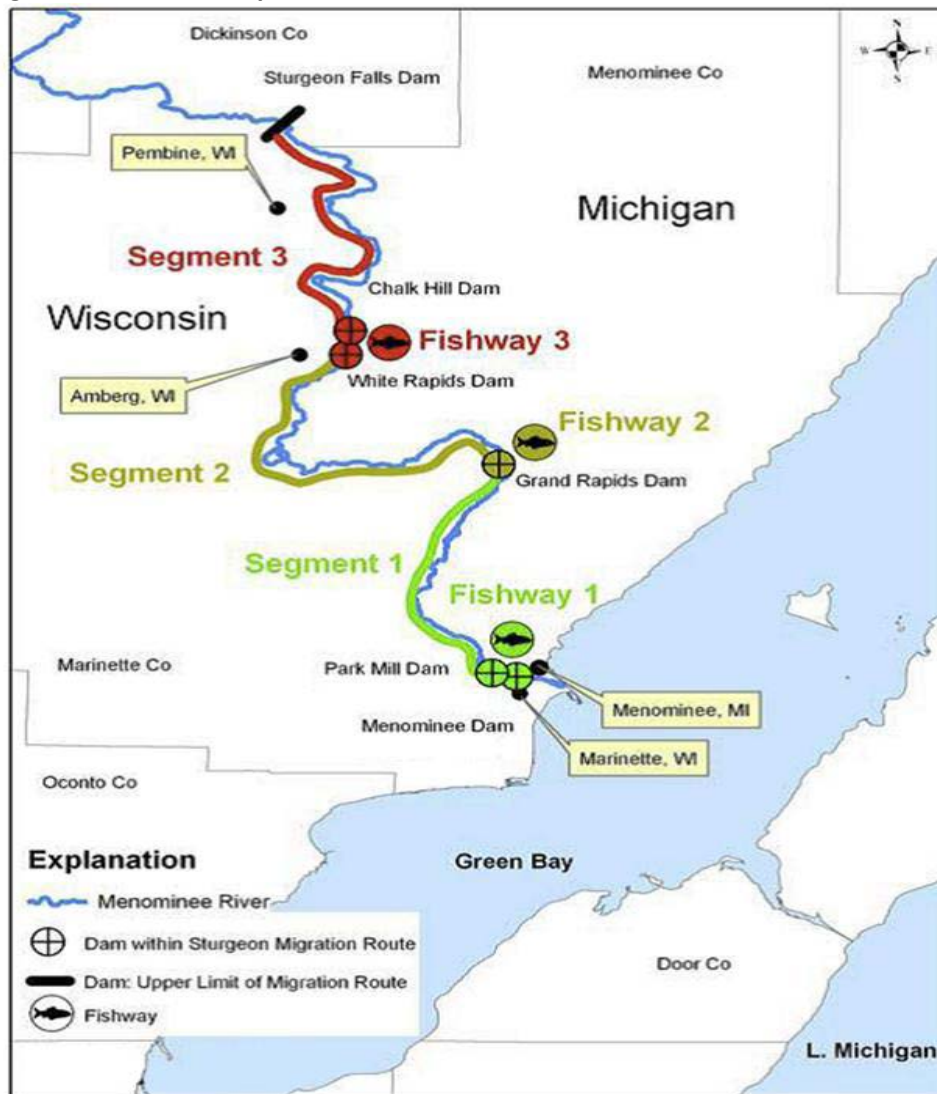 Dickinson Co
Sturgeon Falls Dam
Menominee Co
W E
N
S
Pembine, WI
Michigan
Segment 3
Chalk Hill Dam
Wisconsin
Fishway 3
White Rapids Dam
Amberg, WI
Fishway 2
Segment 2
Grand Rapids Dam
Segment 1
Fishway 1
Marinette Co
Park Mill Dam
Menominee, MI
Menominee Dam
Marinette, WI
Oconto Co
Green Bay
Explanation
Menominee River
Dam within Sturgeon Migration Route
Dam: Upper Limit of Migration Route
Fishway
Door Co
L. Michigan